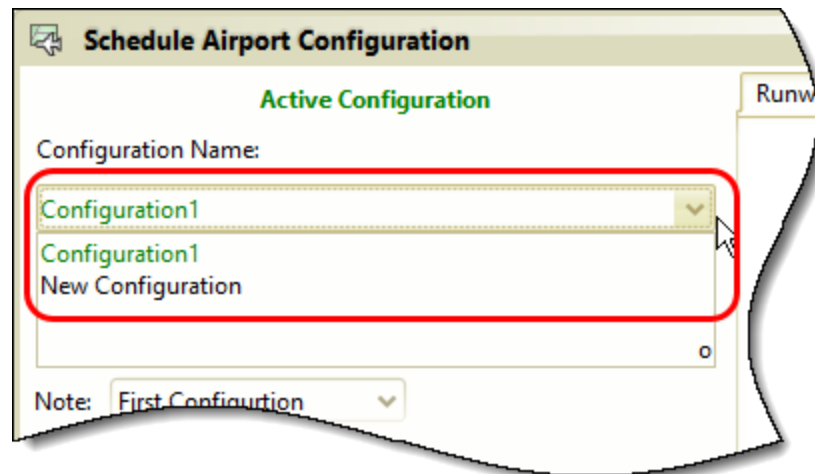 Schedule Airport Configuration
Active Configuration
Runw
Configuration Name:
Configuration1
Configuration1
New Configuration
o
Note: First Configurtion